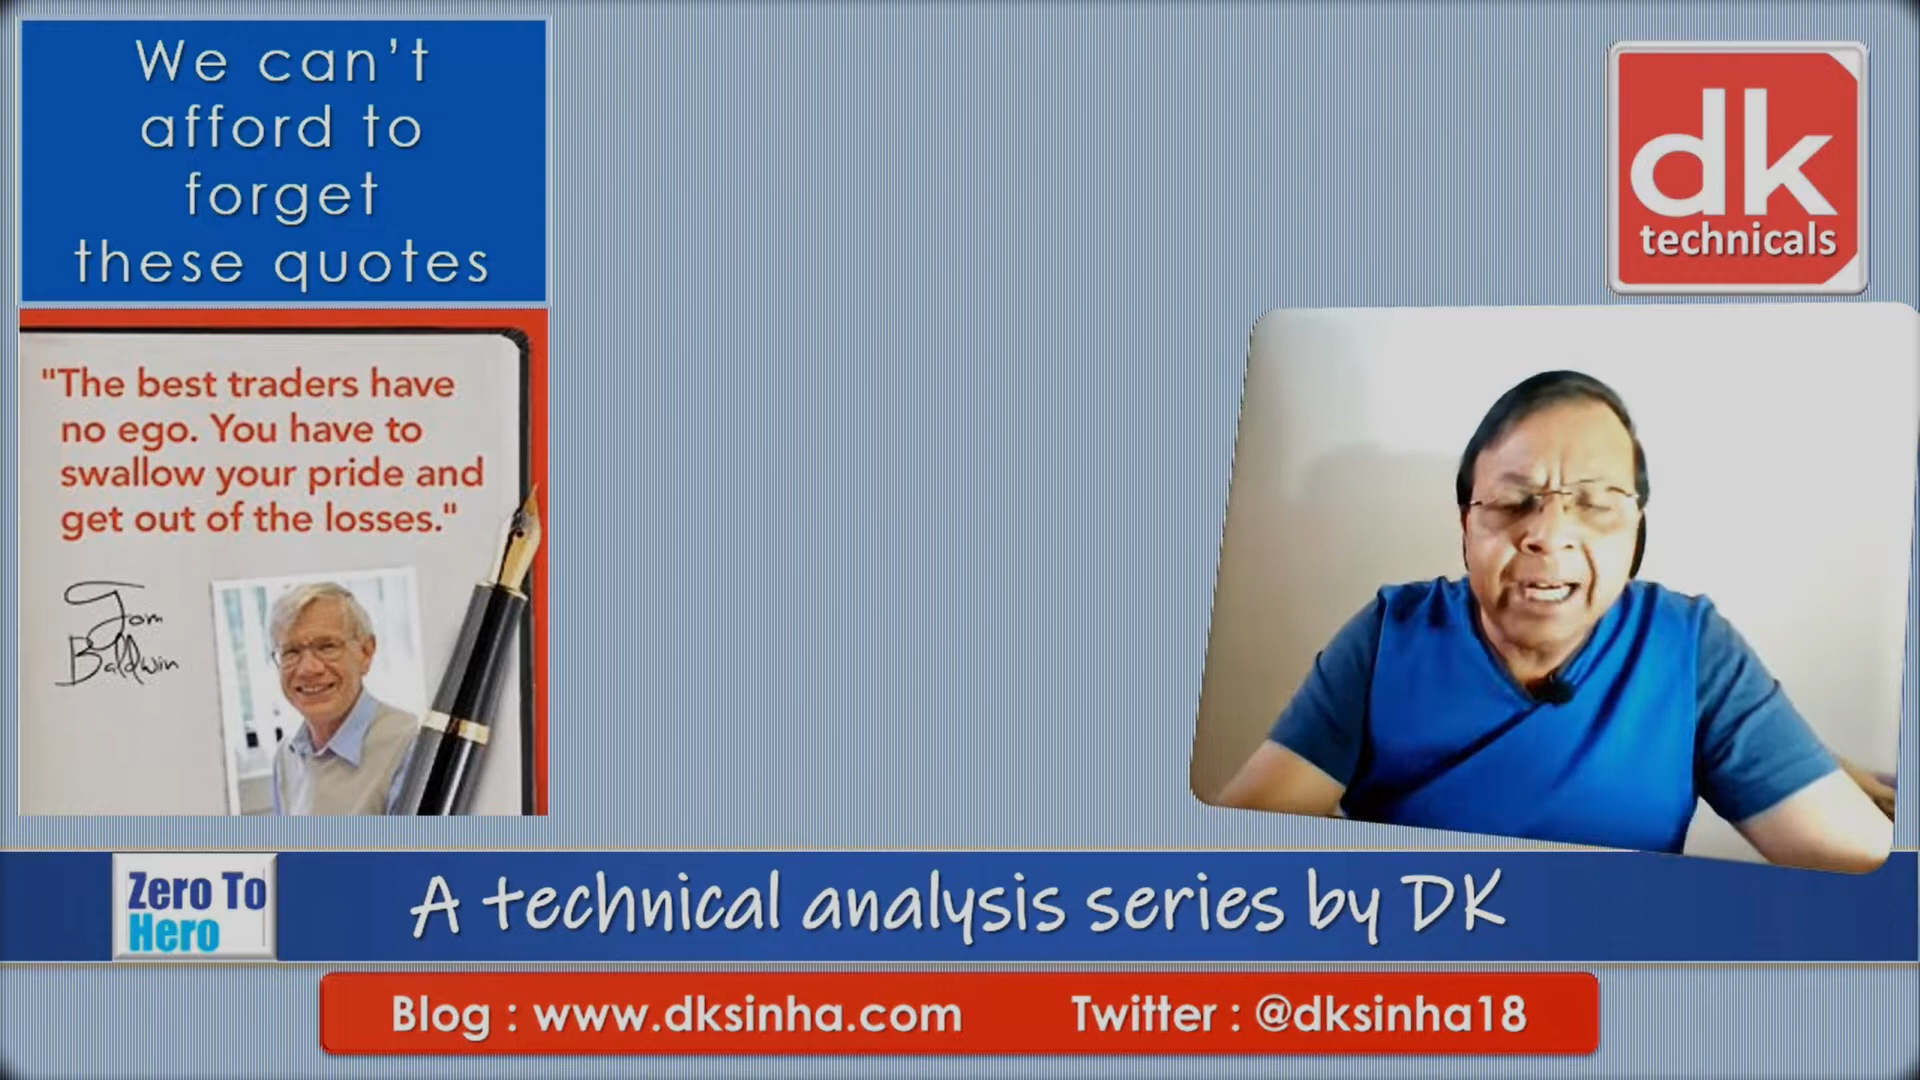 We can’t
afford to
forget
these quotes
dk
technicals
"The best traders have
no ego. You have to
swallow your pride and
get out of the losses."
Tom
Baldwin
Zero To
Hero
A technical analysis series by DK
Blog : www.dksinha.com Twitter : @dksinha18